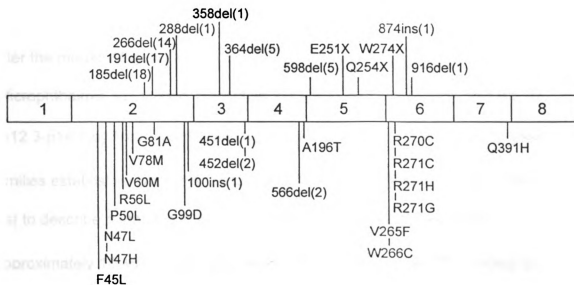 358del(1)
288del(1) 874ins(1)
266del(14) 364del(5) E251X W274X
191del(17) 598del(5) Q254X 916del(1)
185del(18)
1 2 3 4 5 6 7 8
G81A 451del(1) A196T R270C Q391H
V78M 452del(2) R271C
V60M 100ins(1) 566del(2) R271H
R56L G99D R271G
P50L V265F
N47L W266C
N47H
F45L